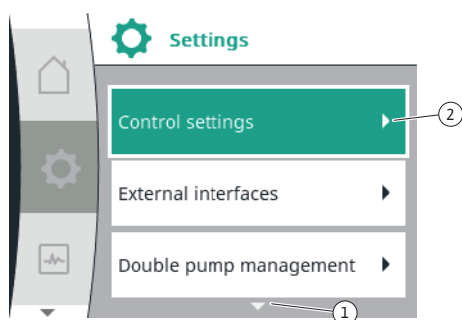 Settings
Control settings
2
External interfaces
Double pump management
1